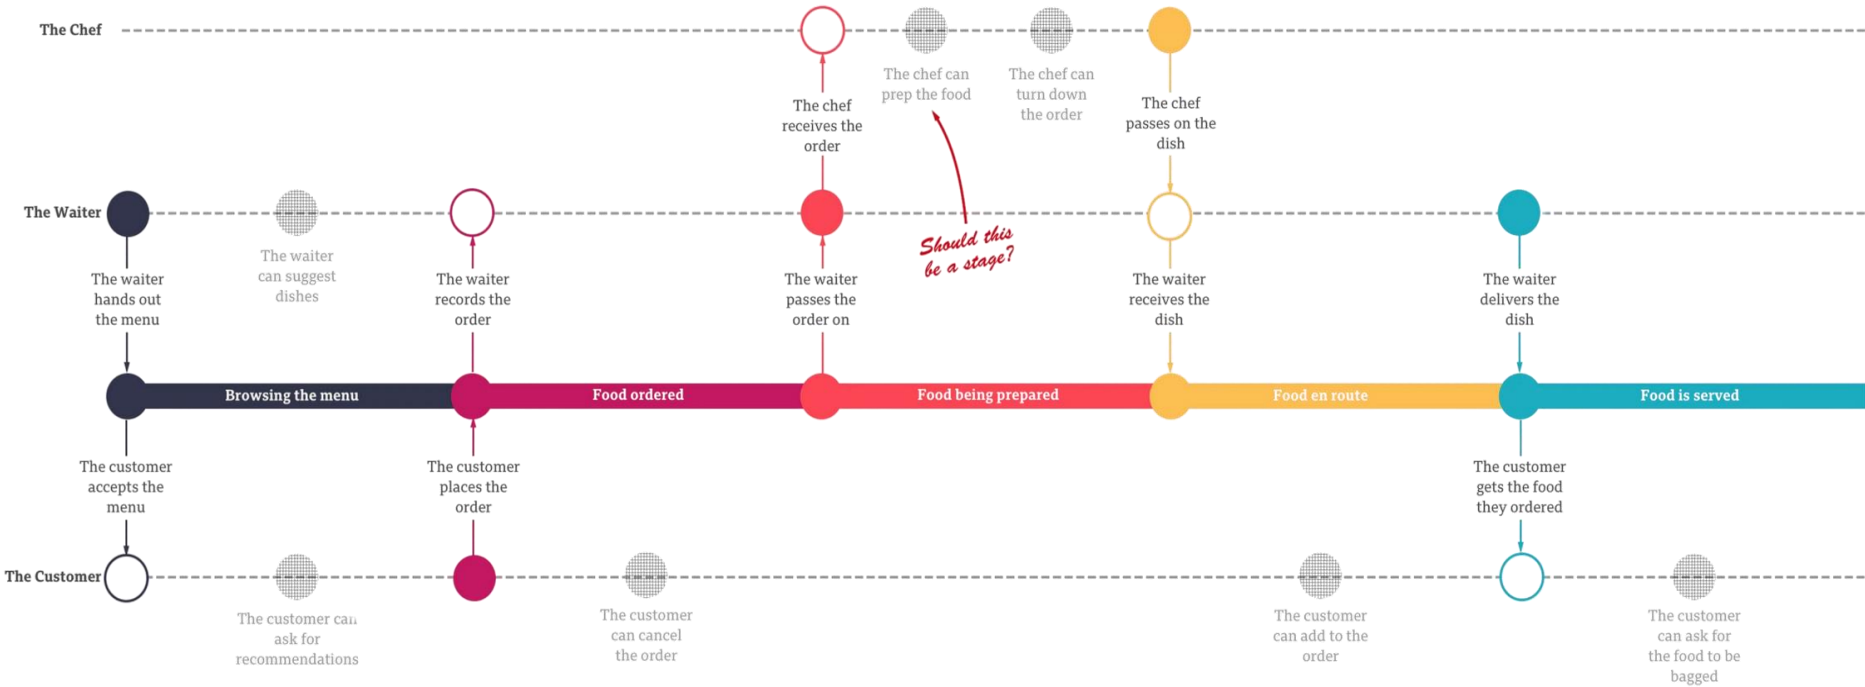 The Chef
The chef can
prep the food
The chef can
turn down
the order
The chef
receives the
order
The chef
passes on the
dish
The Waiter
The waiter
can suggest
dishes
Should this
be a stage?
The waiter
hands out
the menu
The waiter
records the
order
The waiter
passes the
order on
The waiter
receives the
dish
The waiter
delivers the
dish
Browsing the menu
Food ordered
Food being prepared
Food en route
Food is served
The customer
accepts the
menu
The customer
places the
order
The customer
gets the food
they ordered
The Customer
The customer can
ask for
recommendations
The customer
can cancel
the order
The customer
can add to the
order
The customer
can ask for
the food to be
bagged